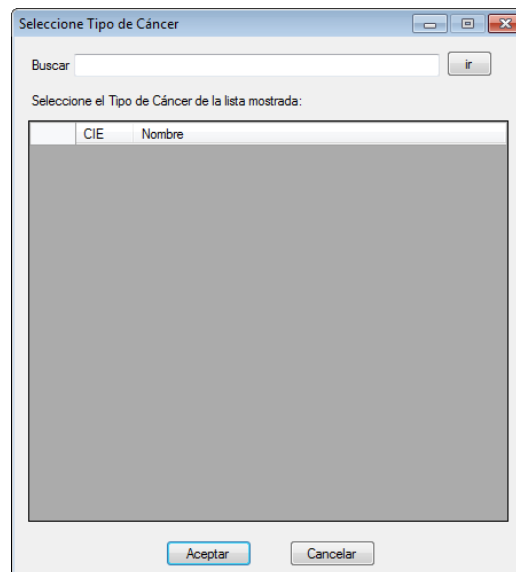 Seleccione Tipo de Cáncer
Buscar ir
Seleccione el Tipo de Cáncer de la lista mostrada:
CIE Nombre
Aceptar Cancelar